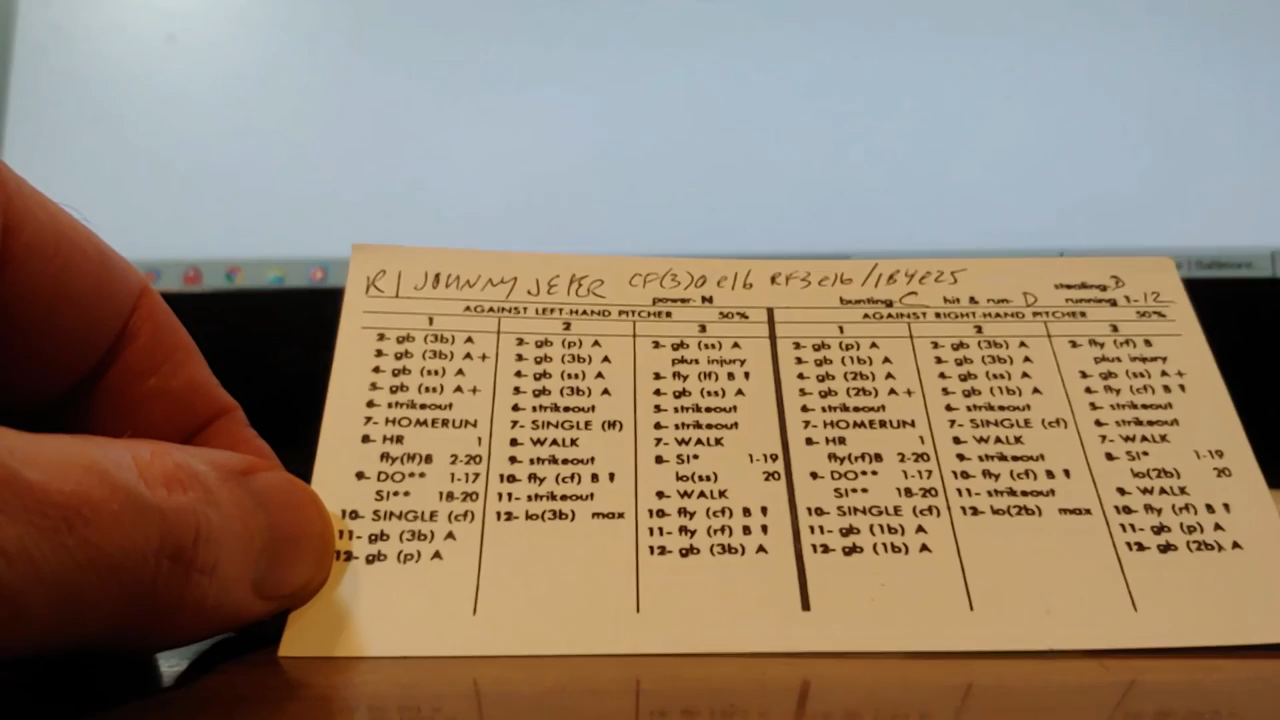 R | JOHNNY JETER CF(3)0 e16 RF3 e16 /1B4e25
stealing- D
power- N bunting- C hit & run- D running 1-12
AGAINST LEFT-HAND PITCHER 50%
1 2 3
2- gb (3b) A
3- gb (3b) A+
4- gb (ss) A
5- gb (ss) A+
6- strikeout
7- HOMERUN
8- HR 1
fly(lf)B 2-20
9- DO** 1-17
SI** 18-20
10- SINGLE (cf)
11- gb (3b) A
12- gb (p) A
2- gb (p) A
3- gb (3b) A
4- gb (ss) A
5- gb (3b) A
6- strikeout
7- SINGLE (lf)
8- WALK
9- strikeout
10- fly (cf) B ?
11- strikeout
12- lo(3b) max
2- gb (ss) A
plus injury
3- fly (lf) B ?
4- gb (ss) A
5- strikeout
6- strikeout
7- WALK
8- SI* 1-19
lo(ss) 20
9- WALK
10- fly (cf) B ?
11- fly (rf) B ?
12- gb (3b) A
AGAINST RIGHT-HAND PITCHER 50%
1 2 3
2- gb (p) A
3- gb (1b) A
4- gb (2b) A
5- gb (2b) A+
6- strikeout
7- HOMERUN
8- HR 1
fly(rf)B 2-20
9- DO** 1-17
SI** 18-20
10- SINGLE (cf)
11- gb (1b) A
12- gb (1b) A
2- gb (3b) A
3- gb (3b) A
4- gb (ss) A
5- gb (1b) A
6- strikeout
7- SINGLE (cf)
8- WALK
9- strikeout
10- fly (cf) B ?
11- strikeout
12- lo(2b) max
2- fly (rf) B
plus injury
3- gb (ss) A+
4- fly (cf) B ?
5- strikeout
6- strikeout
7- WALK
8- SI* 1-19
lo(2b) 20
9- WALK
10- fly (rf) B ?
11- gb (p) A
12- gb (2b) A